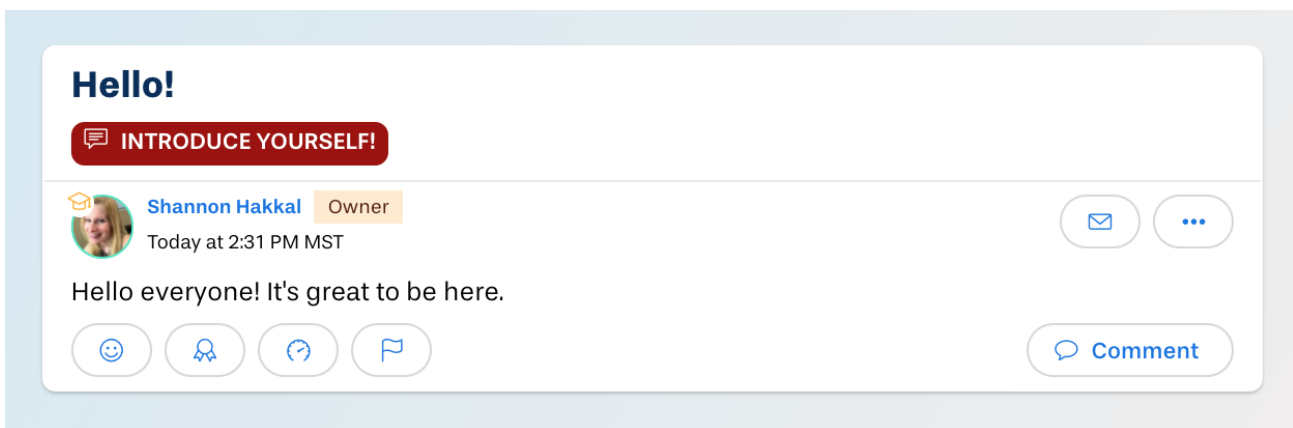 Hello!
INTRODUCE YOURSELF!
Shannon Hakkal Owner
Today at 2:31 PM MST
Hello everyone! It's great to be here.
Comment